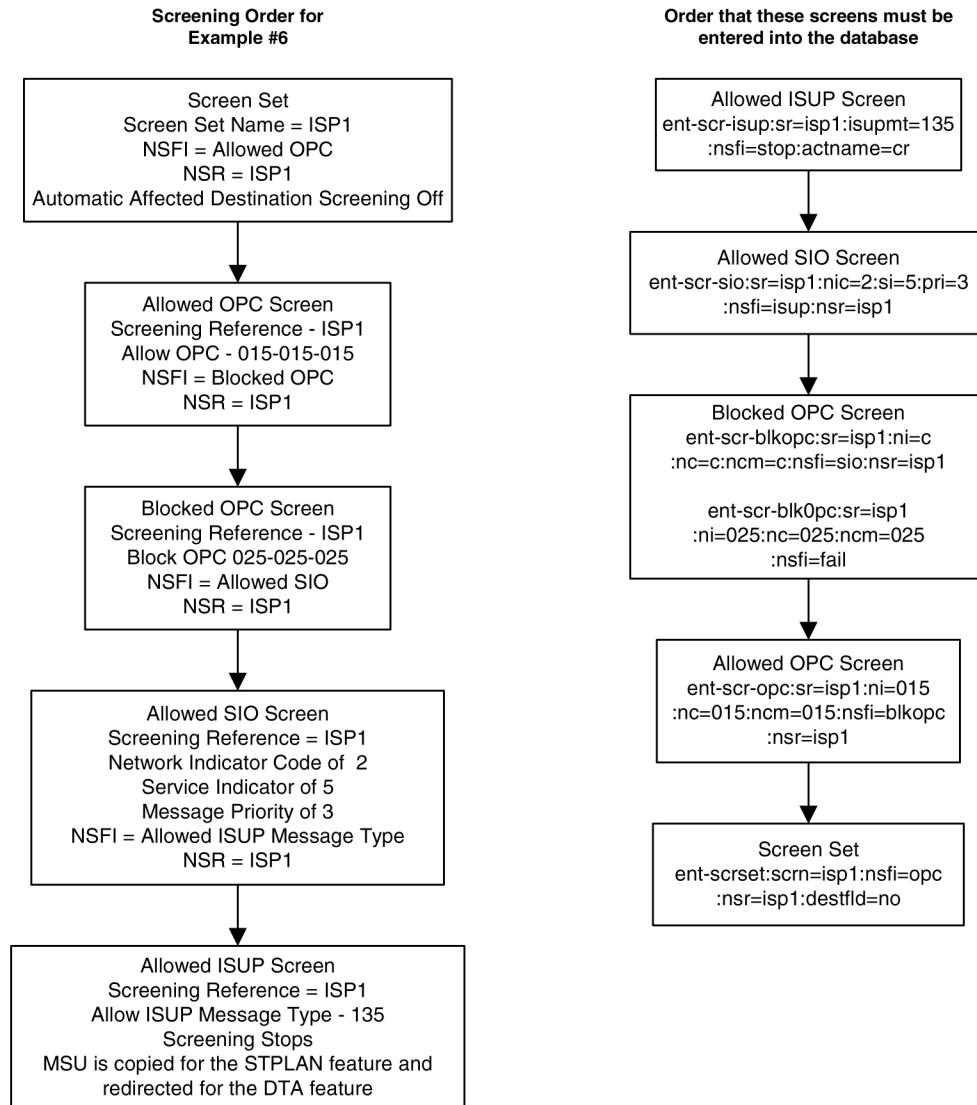 Screening Order for
Example #6
Screen Set
Screen Set Name = ISP1
NSFI = Allowed OPC
NSR = ISP1
Automatic Affected Destination Screening Off
Allowed OPC Screen
Screening Reference - ISP1
Allow OPC - 015-015-015
NSFI = Blocked OPC
NSR = ISP1
Blocked OPC Screen
Screening Reference - ISP1
Block OPC 025-025-025
NSFI = Allowed SIO
NSR = ISP1
Allowed SIO Screen
Screening Reference = ISP1
Network Indicator Code of 2
Service Indicator of 5
Message Priority of 3
NSFI = Allowed ISUP Message Type
NSR = ISP1
Allowed ISUP Screen
Screening Reference = ISP1
Allow ISUP Message Type - 135
Screening Stops
MSU is copied for the STPLAN feature and
redirected for the DTA feature
Order that these screens must be
entered into the database
Allowed ISUP Screen
ent-scr-isup:sr=isp1:isupmt=135
:nsfi=stop:actname=cr
Allowed SIO Screen
ent-scr-sio:sr=isp1:nic=2:si=5:pri=3
:nsfi=isup:nsr=isp1
Blocked OPC Screen
ent-scr-blkopc:sr=isp1:ni=c
:nc=c:ncm=c:nsfi=sio:nsr=isp1
ent-scr-blk0pc:sr=isp1
:ni=025:nc=025:ncm=025
:nsfi=fail
Allowed OPC Screen
ent-scr-opc:sr=isp1:ni=015
:nc=015:ncm=015:nsfi=blkopc
:nsr=isp1
Screen Set
ent-scrset:scrn=isp1:nsfi=opc
:nsr=isp1:destfld=no